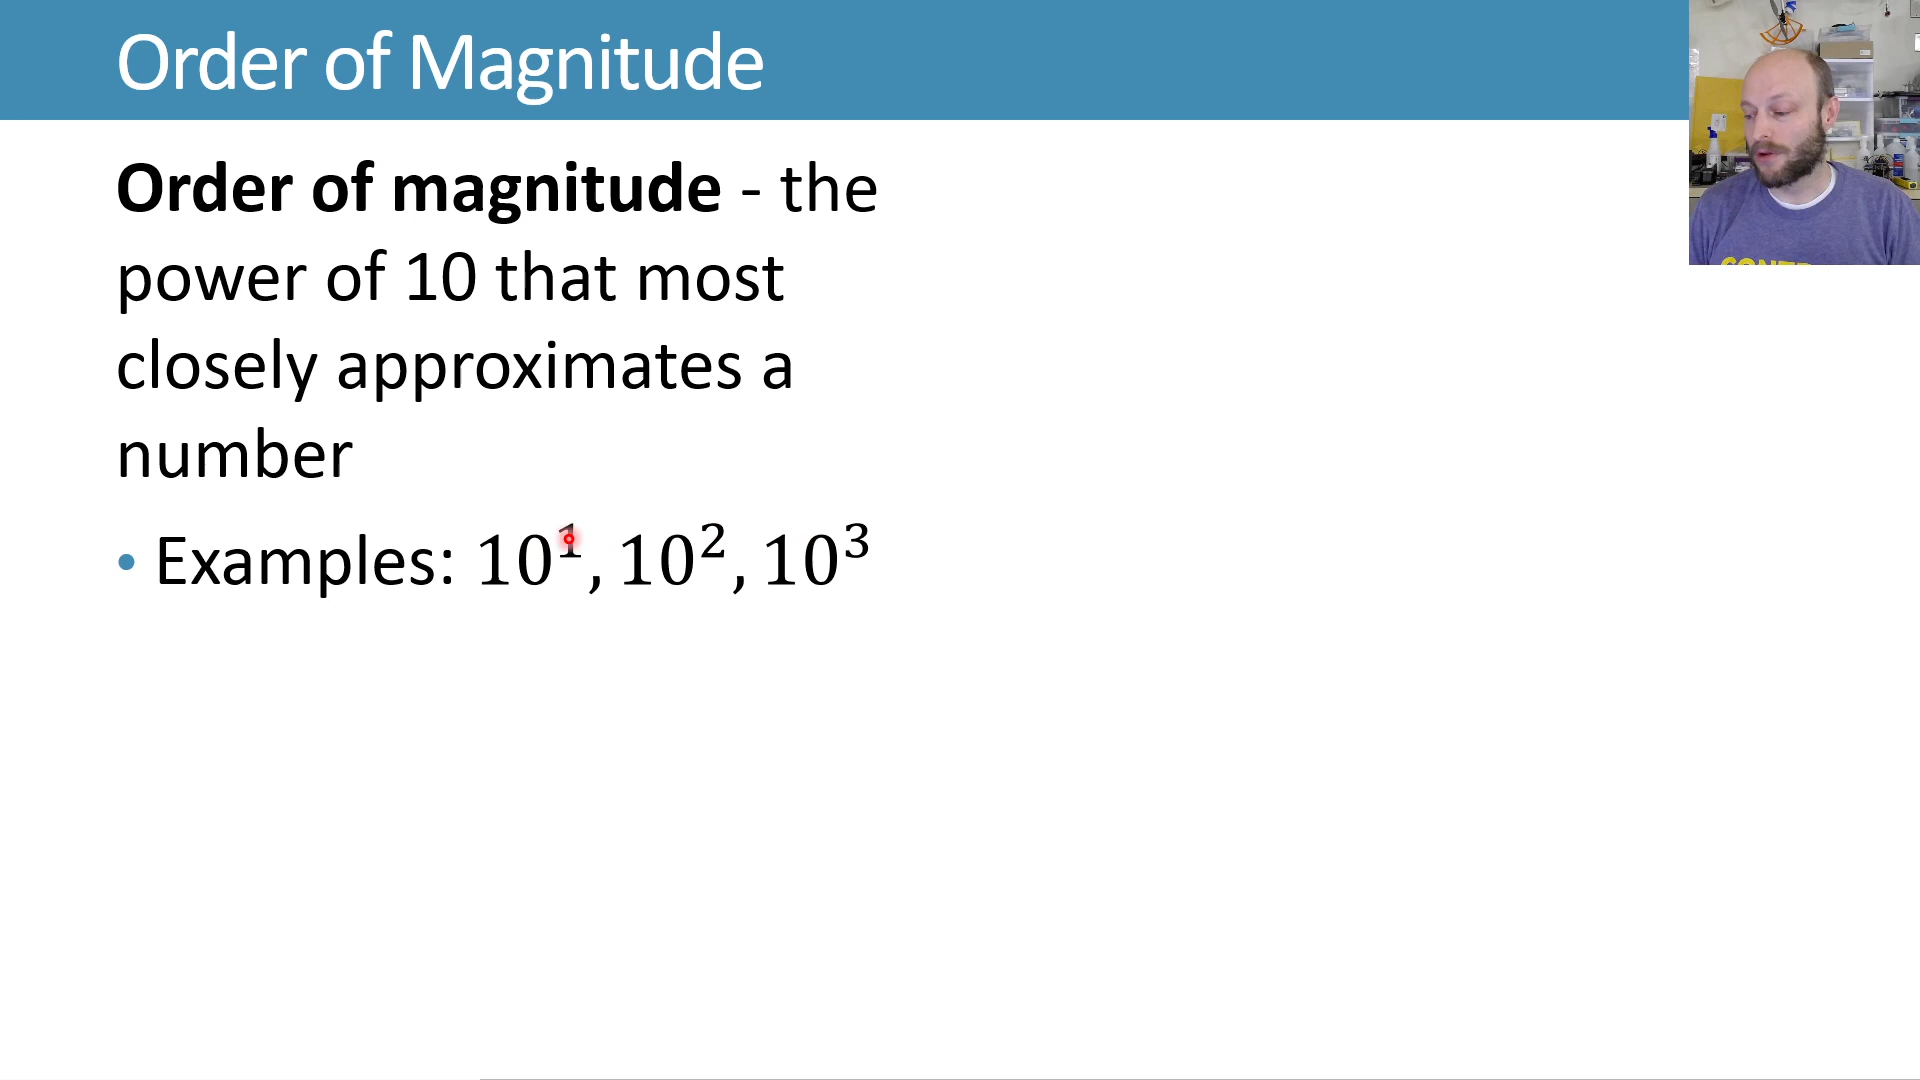 Order of Magnitude
Order of magnitude - the
power of 10 that most
closely approximates a
number
• Examples: 10¹, 10², 10³